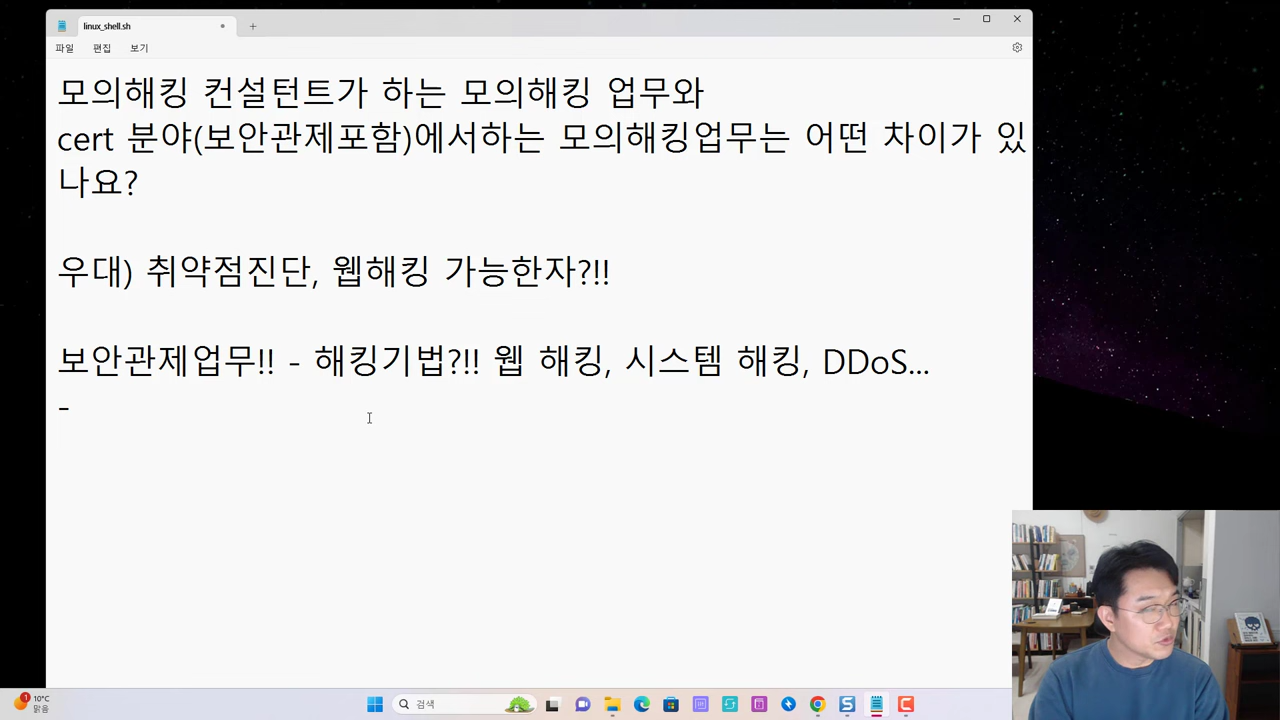 linux_shell.sh
파일 편집 보기
모의해킹 컨설턴트가 하는 모의해킹 업무와
cert 분야(보안관제포함)에서하는 모의해킹업무는 어떤 차이가 있
나요?
우대) 취약점진단, 웹해킹 가능한자?!!
보안관제업무!! - 해킹기법?!! 웹 해킹, 시스템 해킹, DDoS...
-
1
10°C
맑음
검색